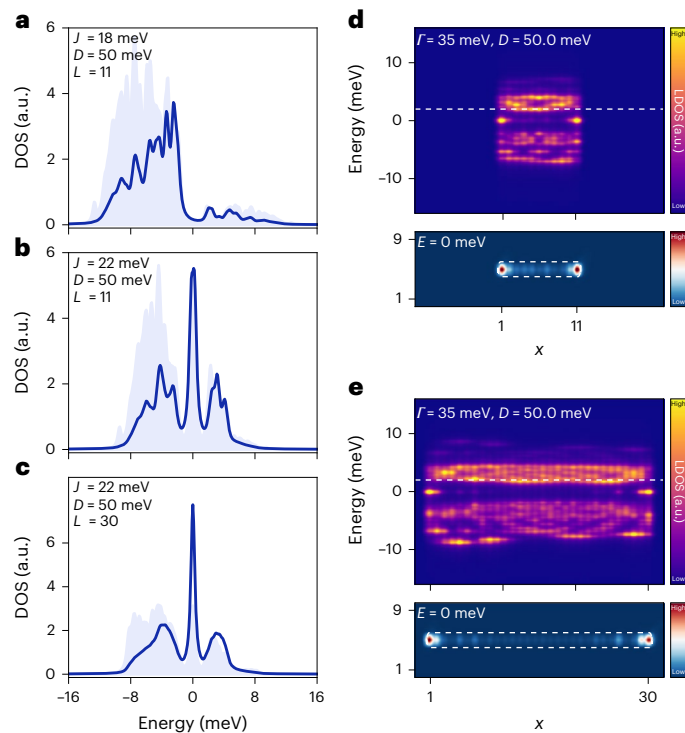 a
6
J = 18 meV
D = 50 meV
L = 11
4
2
0
DOS (a.u.)
b
6
J = 22 meV
D = 50 meV
L = 11
4
2
0
DOS (a.u.)
c
J = 22 meV
D = 50 meV
L = 30
6
4
2
0
DOS (a.u.)
−16 −8 0 8 16
Energy (meV)
d
Γ = 35 meV, D = 50.0 meV
10
0
−10
Energy (meV)
High
LDOS (a.u.)
Low
E = 0 meV
9
1
High
Low
1 11
x
e
Γ = 35 meV, D = 50.0 meV
10
0
−10
Energy (meV)
High
LDOS (a.u.)
Low
E = 0 meV
9
1
High
Low
1 30
x